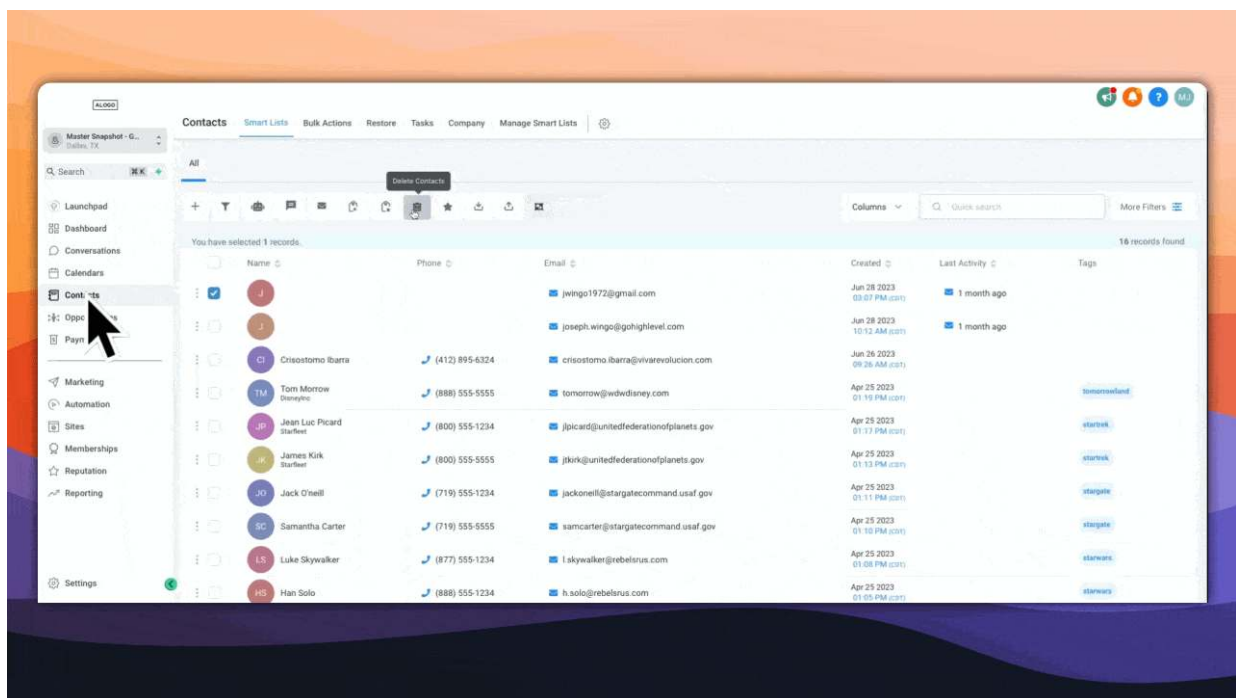 ALOGO
Master Snapshot - G...
Dallas, TX
Search ⌘ K +
Launchpad
Dashboard
Conversations
Calendars
Contacts
Oppo
Paym
Marketing
Automation
Sites
Memberships
Reputation
Reporting
Settings
MJ
Contacts Smart Lists Bulk Actions Restore Tasks Company Manage Smart Lists
All
Delete Contacts
Columns Quick search More Filters
You have selected 1 records. 16 records found
Name Phone Email Created Last Activity Tags
J jwingo1972@gmail.com Jun 28 2023 1 month ago
03:07 PM (CDT)
J joseph.wingo@gohighlevel.com Jun 28 2023 1 month ago
10:12 AM (CDT)
CI Crisostomo Ibarra (412) 895-6324 crisostomo.ibarra@vivarevolucion.com Jun 26 2023
09:26 AM (CDT)
TM Tom Morrow (888) 555-5555 tomorrow@wdwdisney.com Apr 25 2023 tomorrowland
DisneyInc 01:19 PM (CDT)
JP Jean Luc Picard (800) 555-1234 jlpicard@unitedfederationofplanets.gov Apr 25 2023 startrek
Starfleet 01:17 PM (CDT)
JK James Kirk (800) 555-5555 jtkirk@unitedfederationofplanets.gov Apr 25 2023 startrek
Starfleet 01:13 PM (CDT)
JO Jack O'neill (719) 555-1234 jackoneill@stargatecommand.usaf.gov Apr 25 2023 stargate
01:11 PM (CDT)
SC Samantha Carter (719) 555-5555 samcarter@stargatecommand.usaf.gov Apr 25 2023 stargate
01:10 PM (CDT)
LS Luke Skywalker (877) 555-1234 l.skywalker@rebelsrus.com Apr 25 2023 starwars
01:08 PM (CDT)
HS Han Solo (888) 555-1234 h.solo@rebelsrus.com Apr 25 2023 starwars
01:05 PM (CDT)